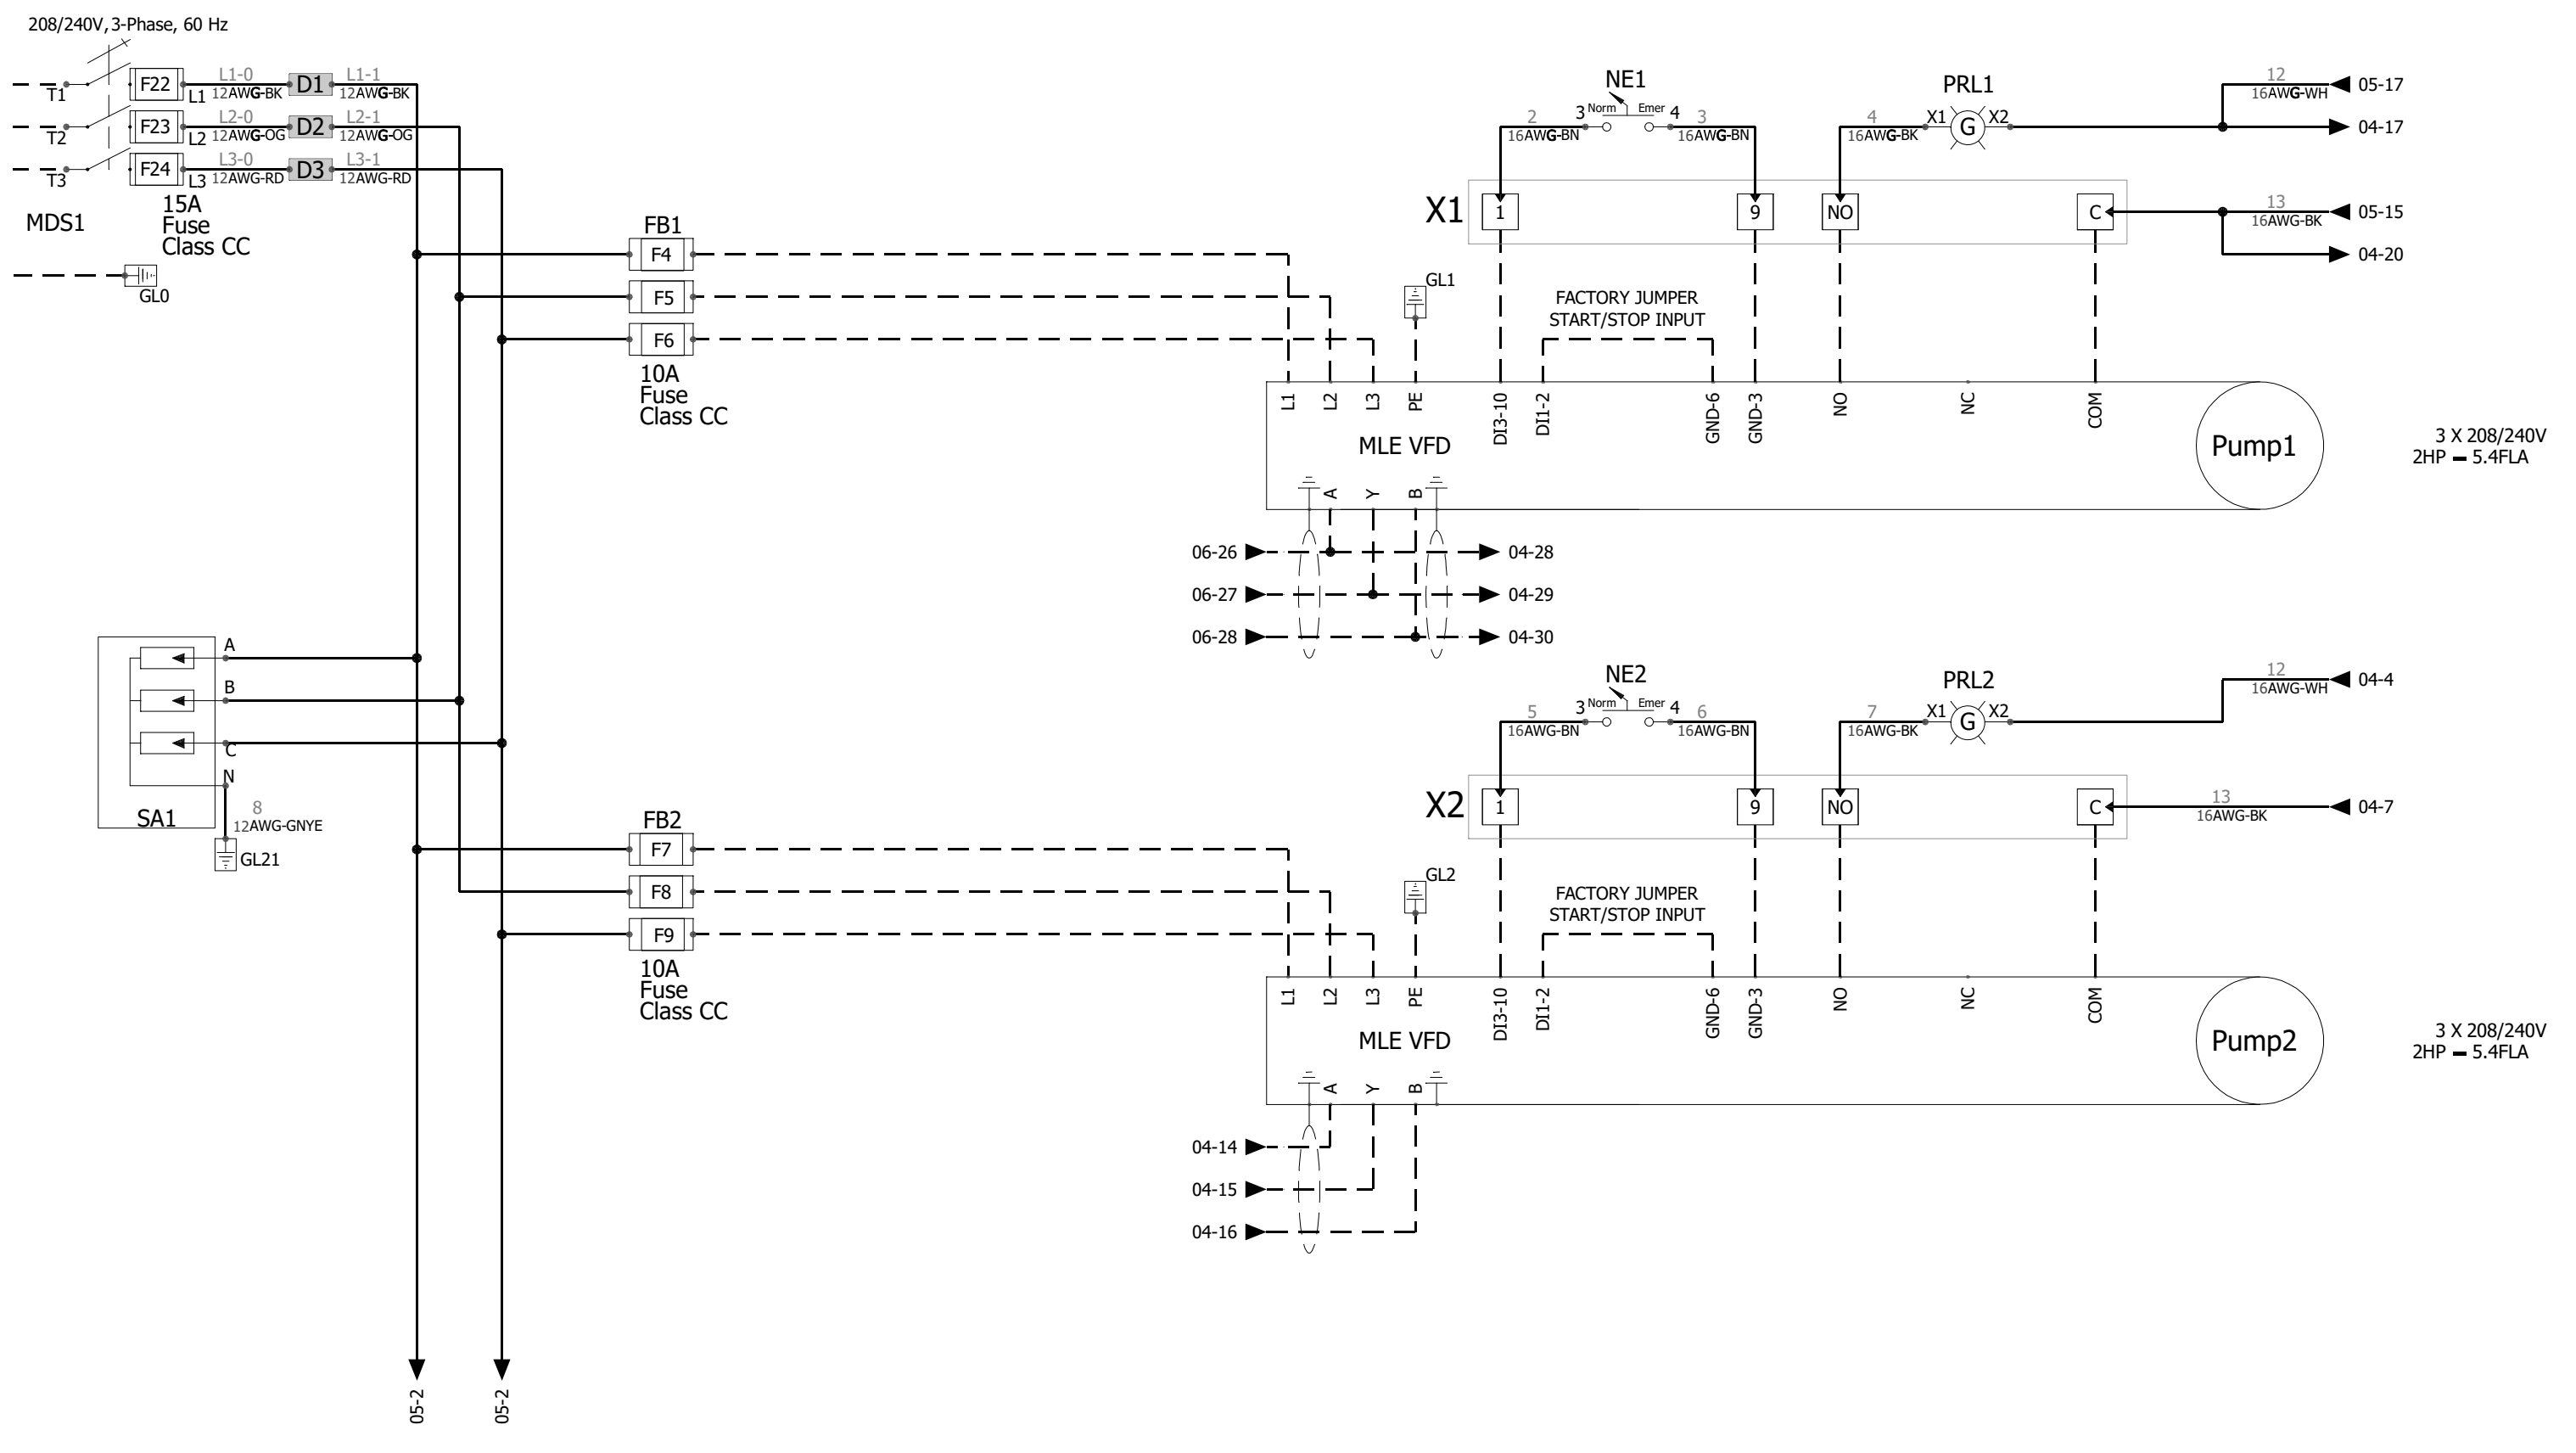 208/240V, 3-Phase, 60 Hz
T1
F22
L1
L1-0
12AWG-BK
D1
L1-1
12AWG-BK
T2
F23
L2
L2-0
12AWG-OG
D2
L2-1
12AWG-OG
T3
F24
L3
L3-0
12AWG-RD
D3
L3-1
12AWG-RD
MDS1
15A
Fuse
Class CC
GL0
FB1
F4
F5
F6
10A
Fuse
Class CC
NE1
2
16AWG-BN
3
Norm
Emer
4
3
16AWG-BN
PRL1
4
16AWG-BK
X1
G
X2
12
16AWG-WH
05-17
04-17
X1
1
9
NO
C
13
16AWG-BK
05-15
04-20
GL1
FACTORY JUMPER
START/STOP INPUT
L1
L2
L3
PE
DI3-10
DI1-2
GND-6
GND-3
NO
NC
COM
MLE VFD
Pump1
3 X 208/240V
2HP - 5.4FLA
A
Y
B
06-26
04-28
06-27
04-29
06-28
04-30
A
B
C
N
SA1
8
12AWG-GNYE
GL21
FB2
F7
F8
F9
10A
Fuse
Class CC
NE2
5
16AWG-BN
3
Norm
Emer
4
6
16AWG-BN
PRL2
7
16AWG-BK
X1
G
X2
12
16AWG-WH
04-4
X2
1
9
NO
C
13
16AWG-BK
04-7
GL2
FACTORY JUMPER
START/STOP INPUT
L1
L2
L3
PE
DI3-10
DI1-2
GND-6
GND-3
NO
NC
COM
MLE VFD
Pump2
3 X 208/240V
2HP - 5.4FLA
A
Y
B
04-14
04-15
04-16
05-2
05-2